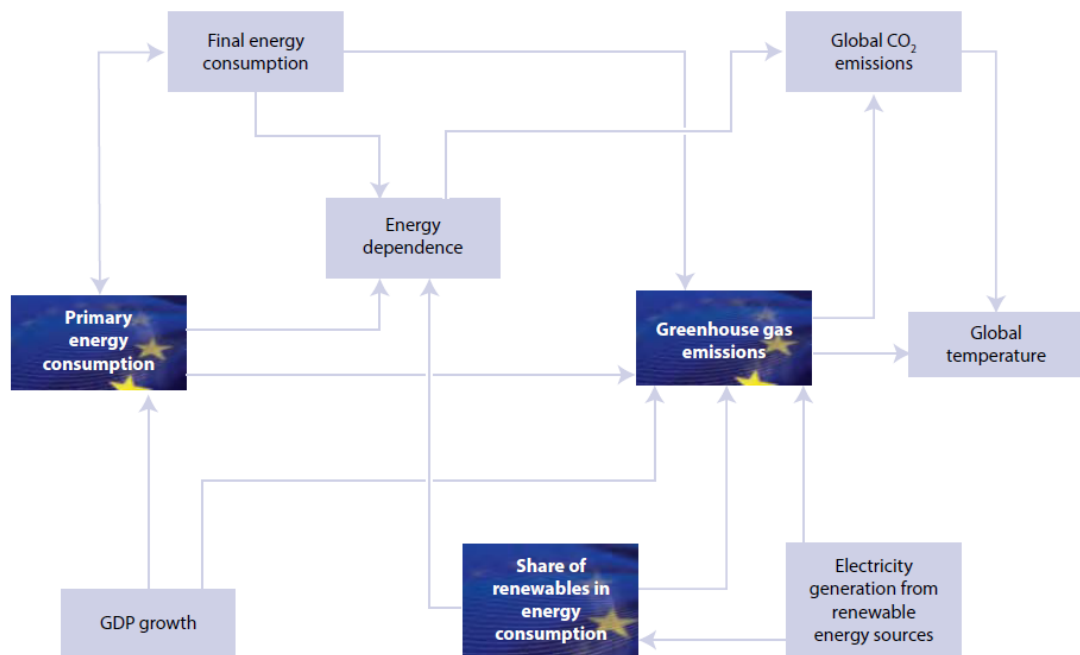 Final energy
consumption
Global CO₂
emissions
Energy
dependence
Primary
energy
consumption
Greenhouse gas
emissions
Global
temperature
GDP growth
Share of
renewables in
energy
consumption
Electricity
generation from
renewable
energy sources